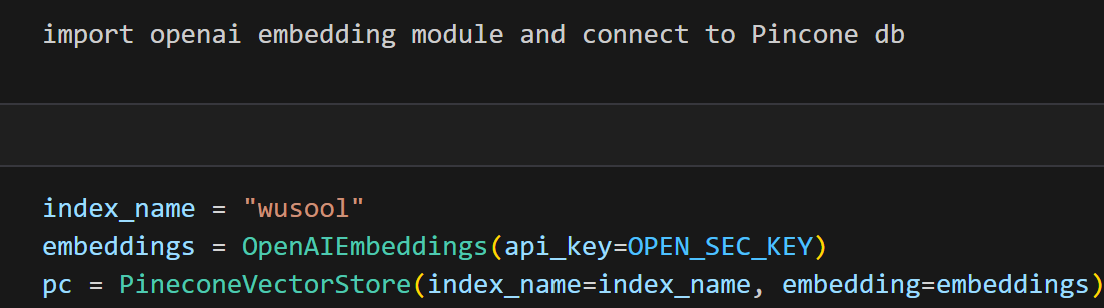 import openai embedding module and connect to Pincone db
index_name = "wusool"
embeddings = OpenAIEmbeddings(api_key=OPEN_SEC_KEY)
pc = PineconeVectorStore(index_name=index_name, embedding=embeddings)